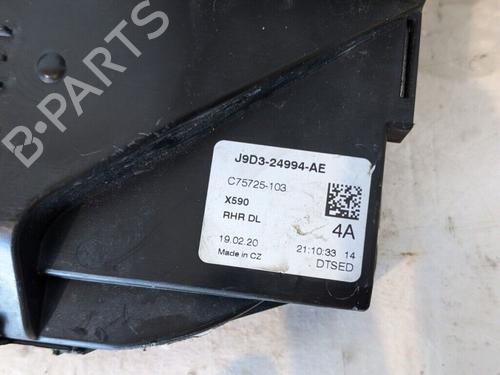 B-PARTS
J9D3-24994-AE
C75725-103
X590
RHR DL
4A
19.02.20 21:10:33 14
Made in CZ DTSED